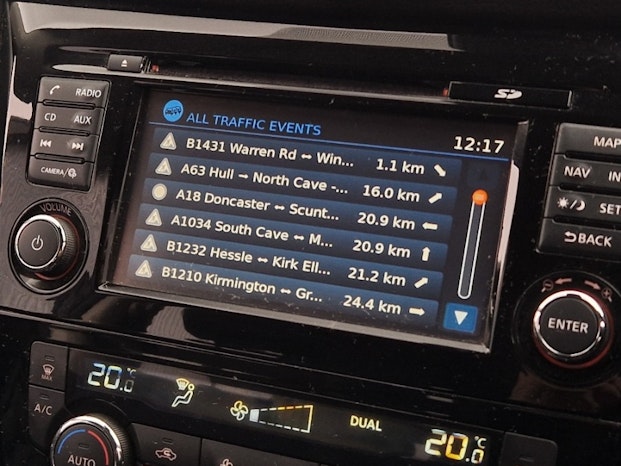 RADIO
CD AUX
CAMERA/
VOLUME
ALL TRAFFIC EVENTS
12:17
B1431 Warren Rd ↔ Win... 1.1 km
A63 Hull → North Cave -... 16.0 km
A18 Doncaster ↔ Scunt... 20.9 km
A1034 South Cave ↔ M... 20.9 km
B1232 Hessle ↔ Kirk Ell... 21.2 km
B1210 Kirmington ↔ Gr... 24.4 km
SD
MAP
NAV
SET
BACK
ENTER
MAX
A/C
AUTO
20.0 °C
DUAL
20.0 °C